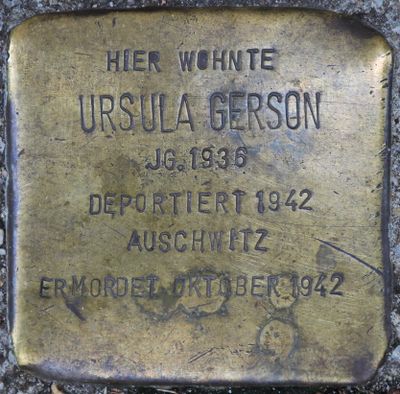 HIER WOHNTE
URSULA GERSON
JG. 1936
DEPORTIERT 1942
AUSCHWITZ
ERMORDET OKTOBER 1942